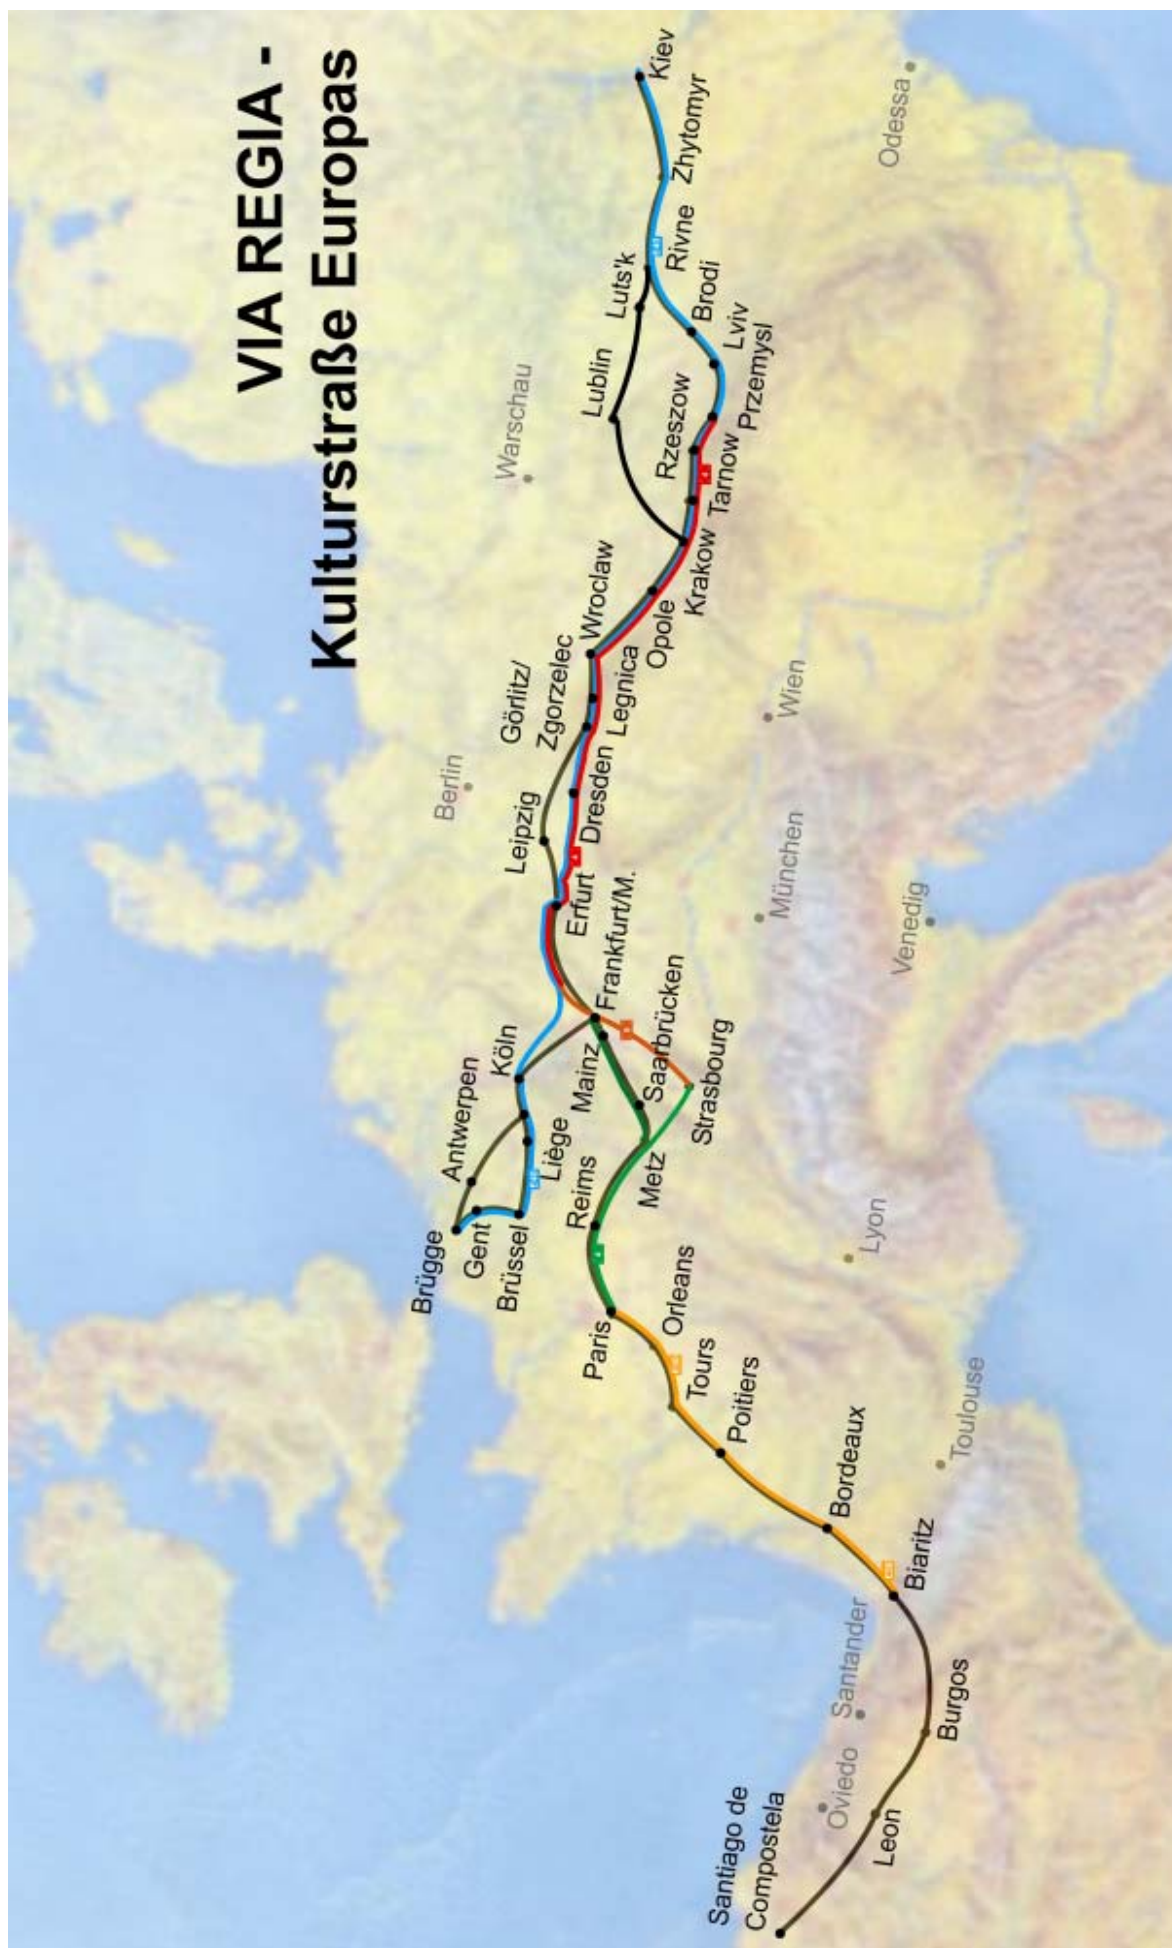 VIA REGIA -
Kulturstraße Europas
Santiago de
Compostela
Leon
Oviedo
Santander
Burgos
Biaritz
Bordeaux
Toulouse
Poitiers
Tours
Orleans
Paris
Reims
Lyon
Metz
Brügge
Gent
Brüssel
Antwerpen
Liège
Köln
Mainz
Saarbrücken
Strasbourg
Frankfurt/M.
Erfurt
Leipzig
Dresden
Berlin
München
Venedig
Wien
Görlitz/
Zgorzelec
Legnica
Wroclaw
Opole
Krakow
Tarnow
Rzeszow
Przemysl
Warschau
Lublin
Luts'k
Lviv
Brodi
Rivne
Zhytomyr
Kiev
Odessa